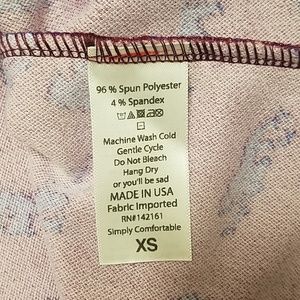 96 % Spun Polyester
4 % Spandex
Machine Wash Cold
Gentle Cycle
Do Not Bleach
Hang Dry
or you'll be sad
MADE IN USA
Fabric Imported
RN#142161
Simply Comfortable
XS